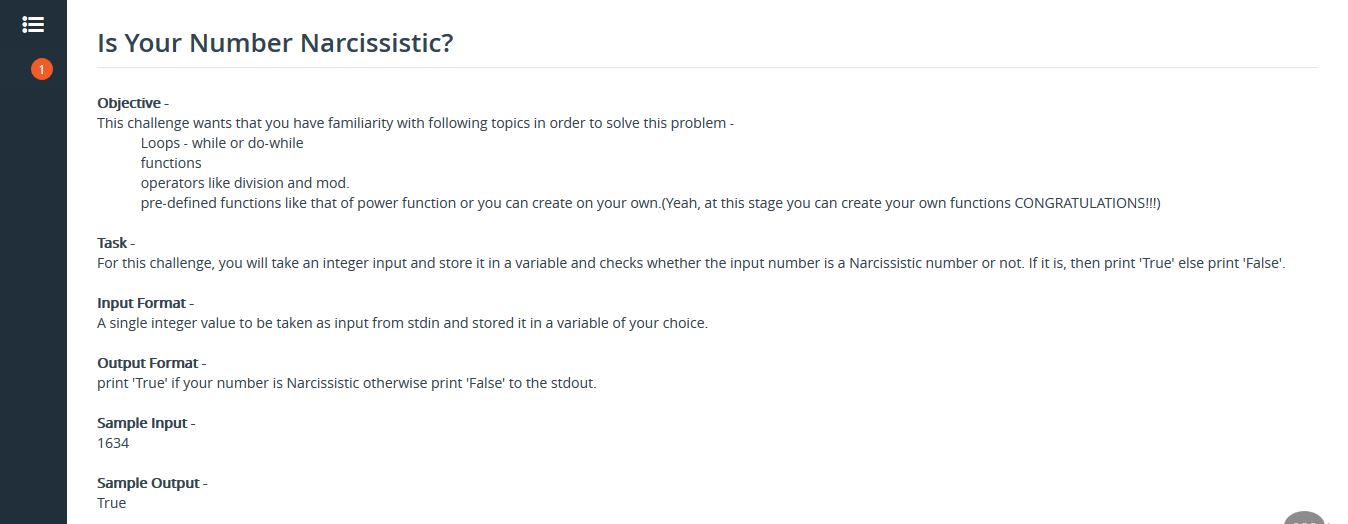 Is Your Number Narcissistic?
1
Objective -
This challenge wants that you have familiarity with following topics in order to solve this problem -
Loops - while or do-while
functions
operators like division and mod.
pre-defined functions like that of power function or you can create on your own.(Yeah, at this stage you can create your own functions CONGRATULATIONS!!!)
Task -
For this challenge, you will take an integer input and store it in a variable and checks whether the input number is a Narcissistic number or not. If it is, then print 'True' else print 'False'.
Input Format -
A single integer value to be taken as input from stdin and stored it in a variable of your choice.
Output Format -
print 'True' if your number is Narcissistic otherwise print 'False' to the stdout.
Sample Input -
1634
Sample Output -
True